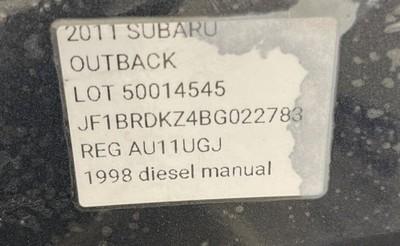 2011 SUBARU
OUTBACK
LOT 50014545
JF1BRDKZ4BG022783
REG AU11UGJ
1998 diesel manual